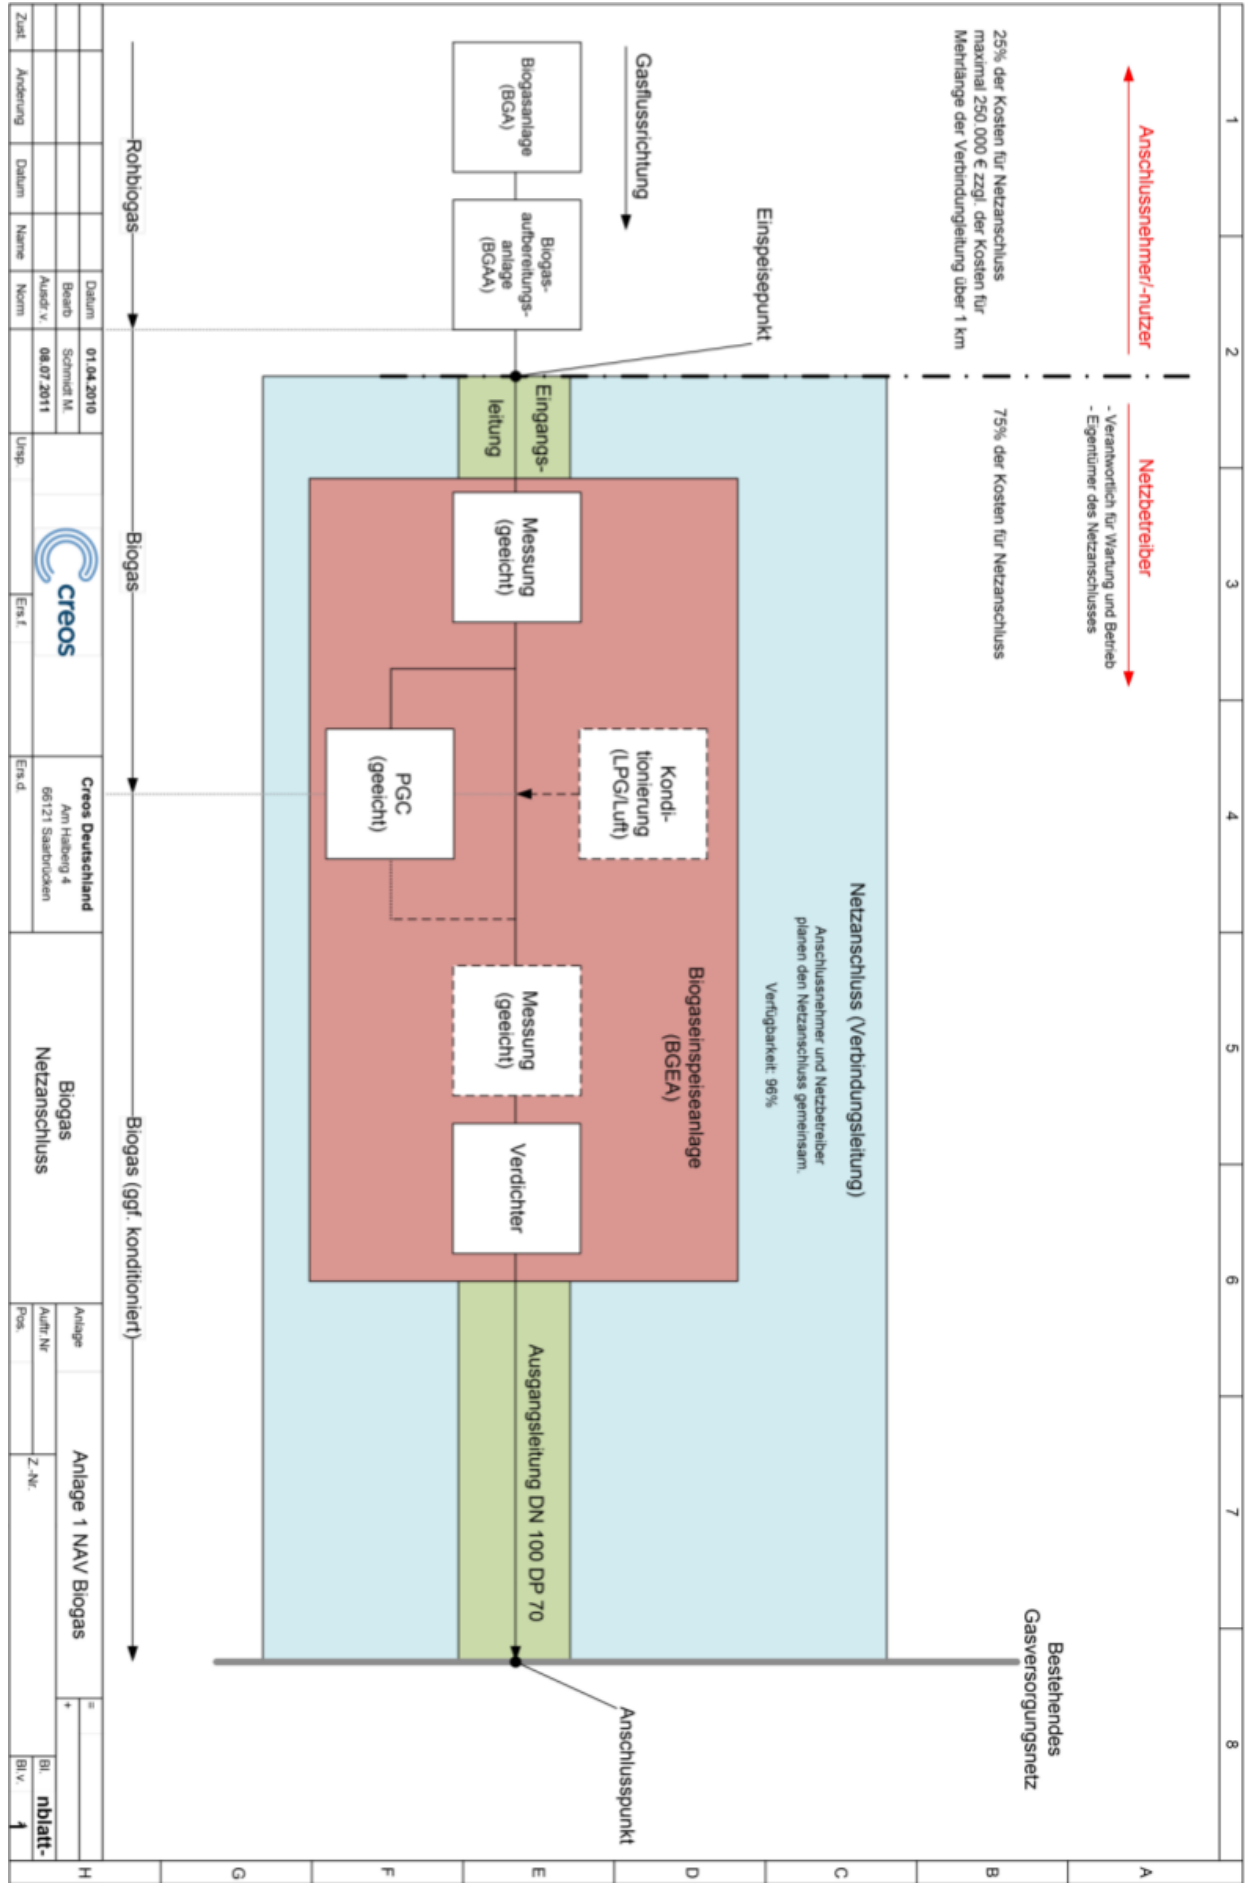 1
2
3
4
5
6
7
8
A
B
C
D
E
F
G
H
Anschlussnehmer/-nutzer
Netzbetreiber
- Verantwortlich für Wartung und Betrieb
- Eigentümer des Netzanschlusses
25% der Kosten für Netzanschluss
maximal 250.000 € zzgl. der Kosten für
Mehrlänge der Verbindungleitung über 1 km
75% der Kosten für Netzanschluss
Bestehendes
Gasversorgungsnetz
Netzanschluss (Verbindungsleitung)
Anschlussnehmer und Netzbetreiber
planen den Netzanschluss gemeinsam.
Verfügbarkeit: 96%
Einspeisepunkt
Biogaseinspeiseanlage
(BGEA)
Gasflussrichtung
Kondi-
tionierung
(LPG/Luft)
Anschlusspunkt
Biogasanlage
(BGA)
Biogas-
aufbereitungs-
anlage
(BGAA)
Eingangs-
leitung
Messung
(geeicht)
Messung
(geeicht)
Verdichter
Ausgangsleitung DN 100 DP 70
PGC
(geeicht)
Rohbiogas
Biogas
Biogas (ggf. konditioniert)
Datum
01.04.2010
Bearb
Schmidt M.
Ausdr.v.
08.07.2011
Zust.
Änderung
Datum
Name
Norm
Ursp.
creos
Ers.f.
Ers.d.
Creos Deutschland
Am Halberg 4
66121 Saarbrücken
Biogas
Netzanschluss
Anlage
Anlage 1 NAV Biogas
Auftr.Nr
Pos.
Z.-Nr.
=
+
Bl.
nblatt-
Bl.v.